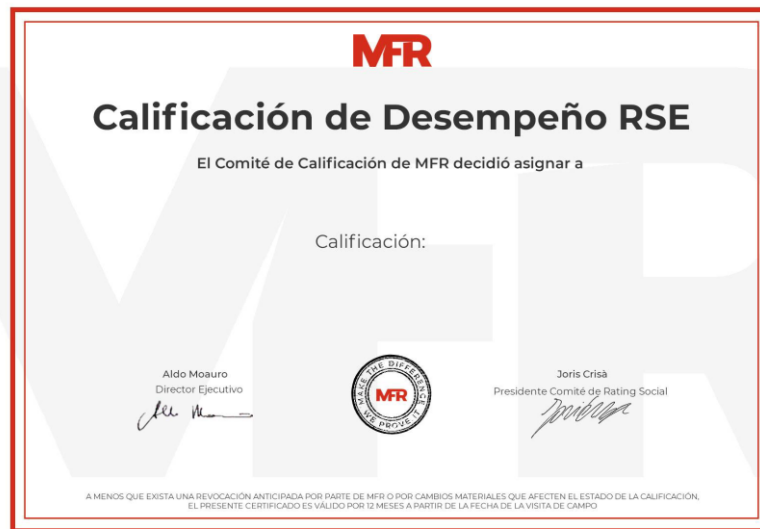 MFR
Calificación de Desempeño RSE
El Comité de Calificación de MFR decidió asignar a
Calificación:
Aldo Moauro
Director Ejecutivo
MAKE THE DIFFERENCE
MFR
WE PROVE IT
Joris Crisà
Presidente Comité de Rating Social
A MENOS QUE EXISTA UNA REVOCACIÓN ANTICIPADA POR PARTE DE MFR O POR CAMBIOS MATERIALES QUE AFECTEN EL ESTADO DE LA CALIFICACIÓN,
EL PRESENTE CERTIFICADO ES VÁLIDO POR 12 MESES A PARTIR DE LA FECHA DE LA VISITA DE CAMPO